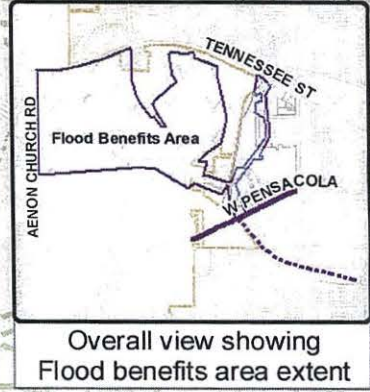 TENNESSEE ST
AENON CHURCH RD
Flood Benefits Area
W PENSACOLA
Overall view showing
Flood benefits area extent